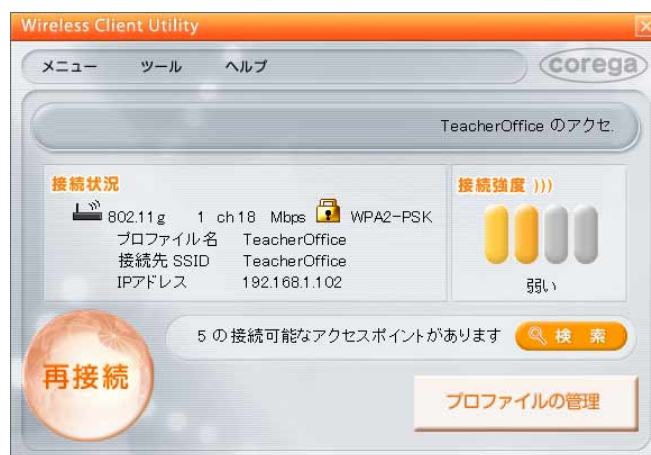 Wireless Client Utility
メニュー ツール ヘルプ
corega
TeacherOffice のアクセ
接続状況
802.11g 1 ch 18 Mbps WPA2-PSK
プロファイル名 TeacherOffice
接続先 SSID TeacherOffice
IPアドレス 192.168.1.102
接続強度 )))
弱い
5 の接続可能なアクセスポイントがあります
検 索
再接続
プロファイルの管理